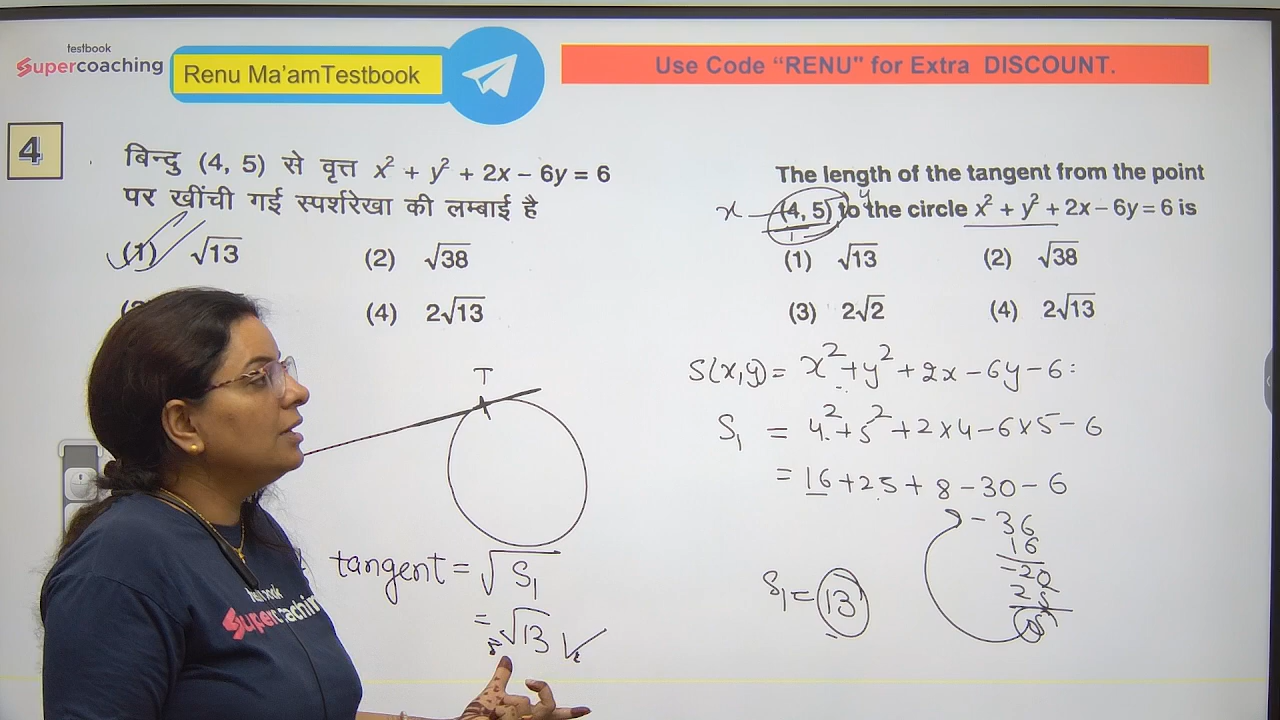 testbook
Supercoaching
Renu Ma'amTestbook
Use Code “RENU" for Extra DISCOUNT.
4
बिन्दु (4, 5) से वृत्त x² + y² + 2x – 6y = 6
पर खींची गई स्पर्शरेखा की लम्बाई है
(1) √13 (2) √38
(4) 2√13
The length of the tangent from the point
x (4, 5) y to the circle x² + y² + 2x – 6y = 6 is
(1) √13 (2) √38
(3) 2√2 (4) 2√13
S(x,y) = x² + y² + 2x - 6y - 6
S₁ = 4² + 5² + 2×4 - 6×5 - 6
= 16 + 25 + 8 - 30 - 6
- 36
16
-20
S₁ = 13
T
tangent = √S₁
= √13
testbook
Supercoaching